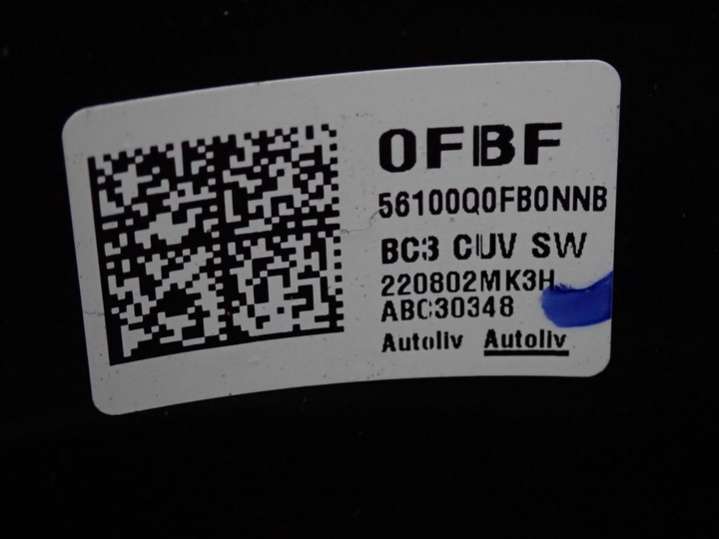 0FBF
56100Q0FB0NNB
BC3 CUV SW
220802MK3H
ABC30348
Autoliv Autoliv